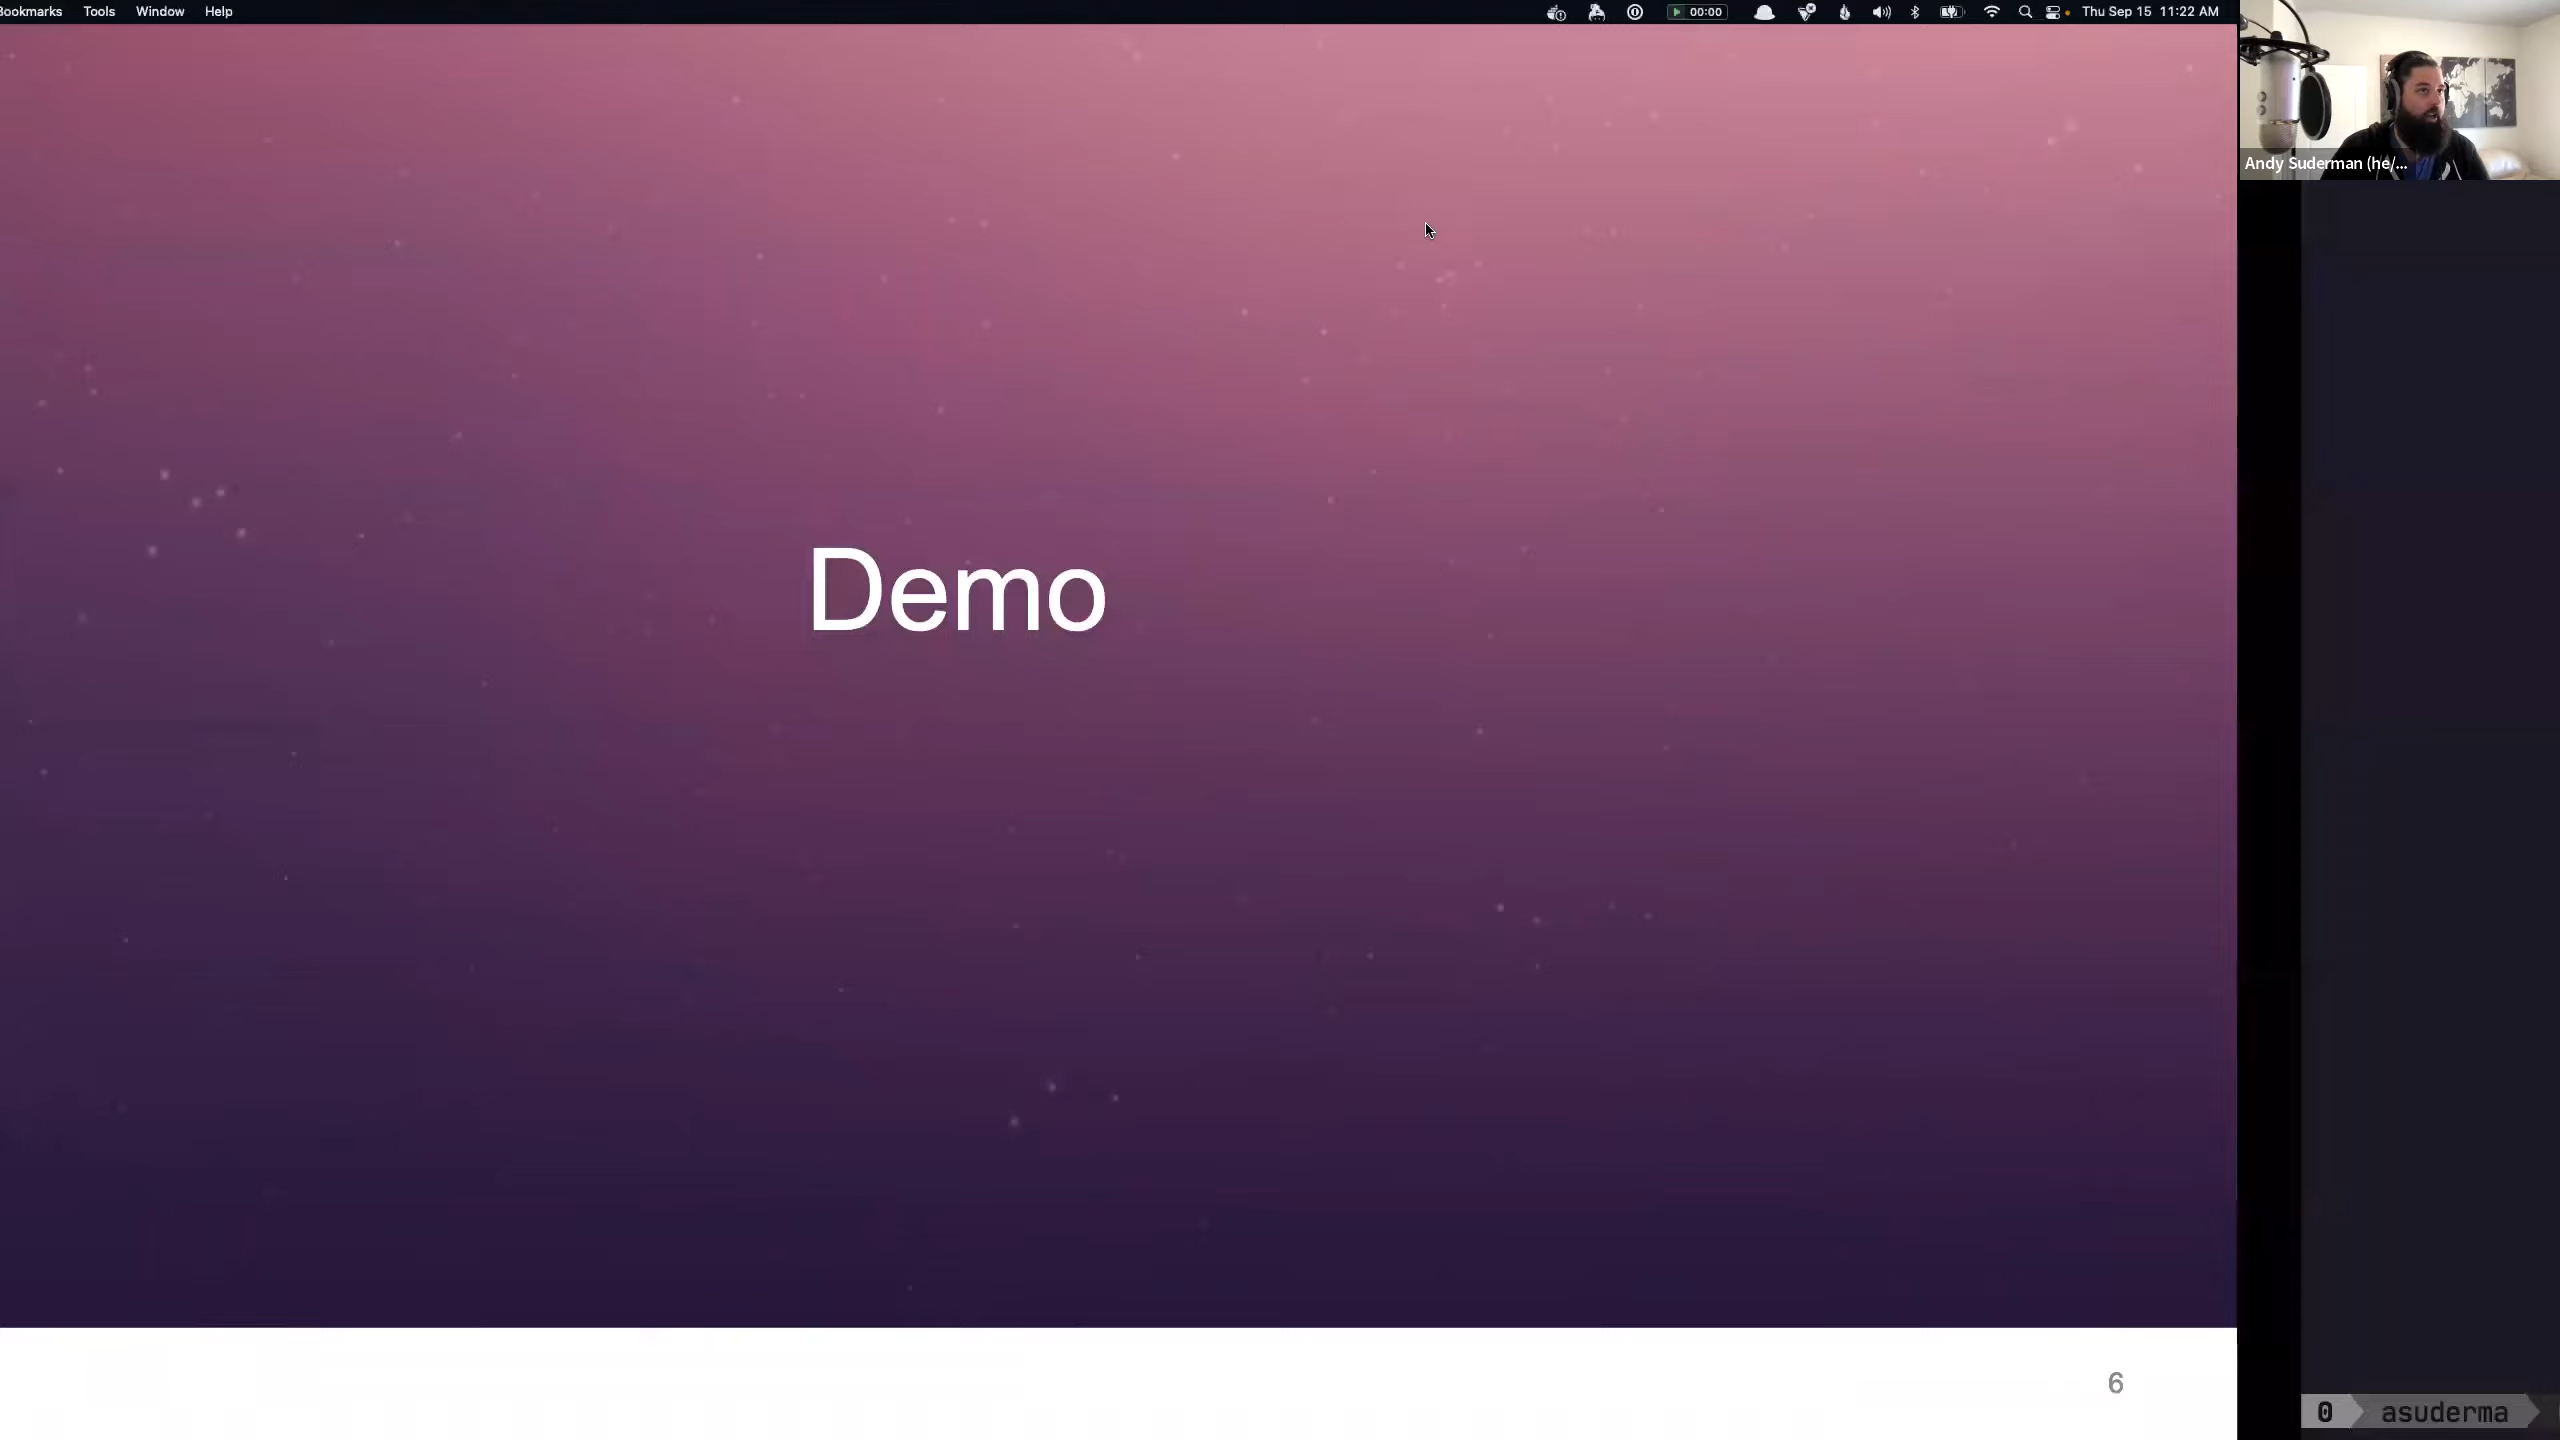 Bookmarks Tools Window Help 00:00 Thu Sep 15 11:22 AM
Andy Suderman (he/...
Demo
6
0 asuderma